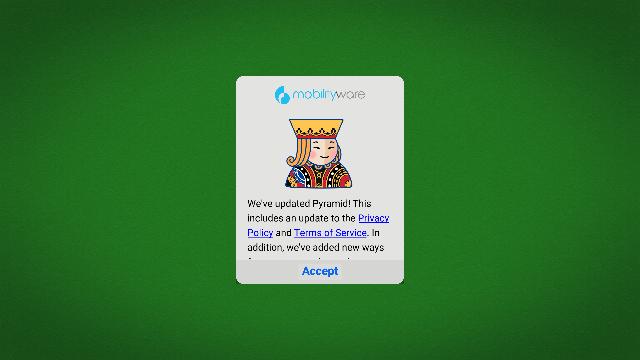 mobilityware
We've updated Pyramid! This
includes an update to the Privacy
Policy and Terms of Service. In
addition, we've added new ways
Accept